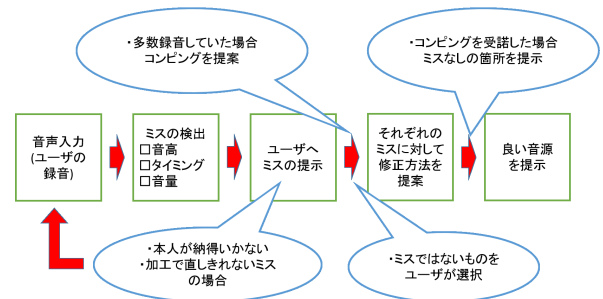 ・多数録音していた場合
コンピングを提案
・コンピングを受諾した場合
ミスなしの箇所を提示
音声入力
(ユーザの
録音)
ミスの検出
□音高
□タイミング
□音量
ユーザへ
ミスの提示
それぞれの
ミスに対して
修正方法を
提案
良い音源
を提示
・本人が納得いかない
・加工で直しきれないミス
の場合
・ミスではないものを
ユーザが選択